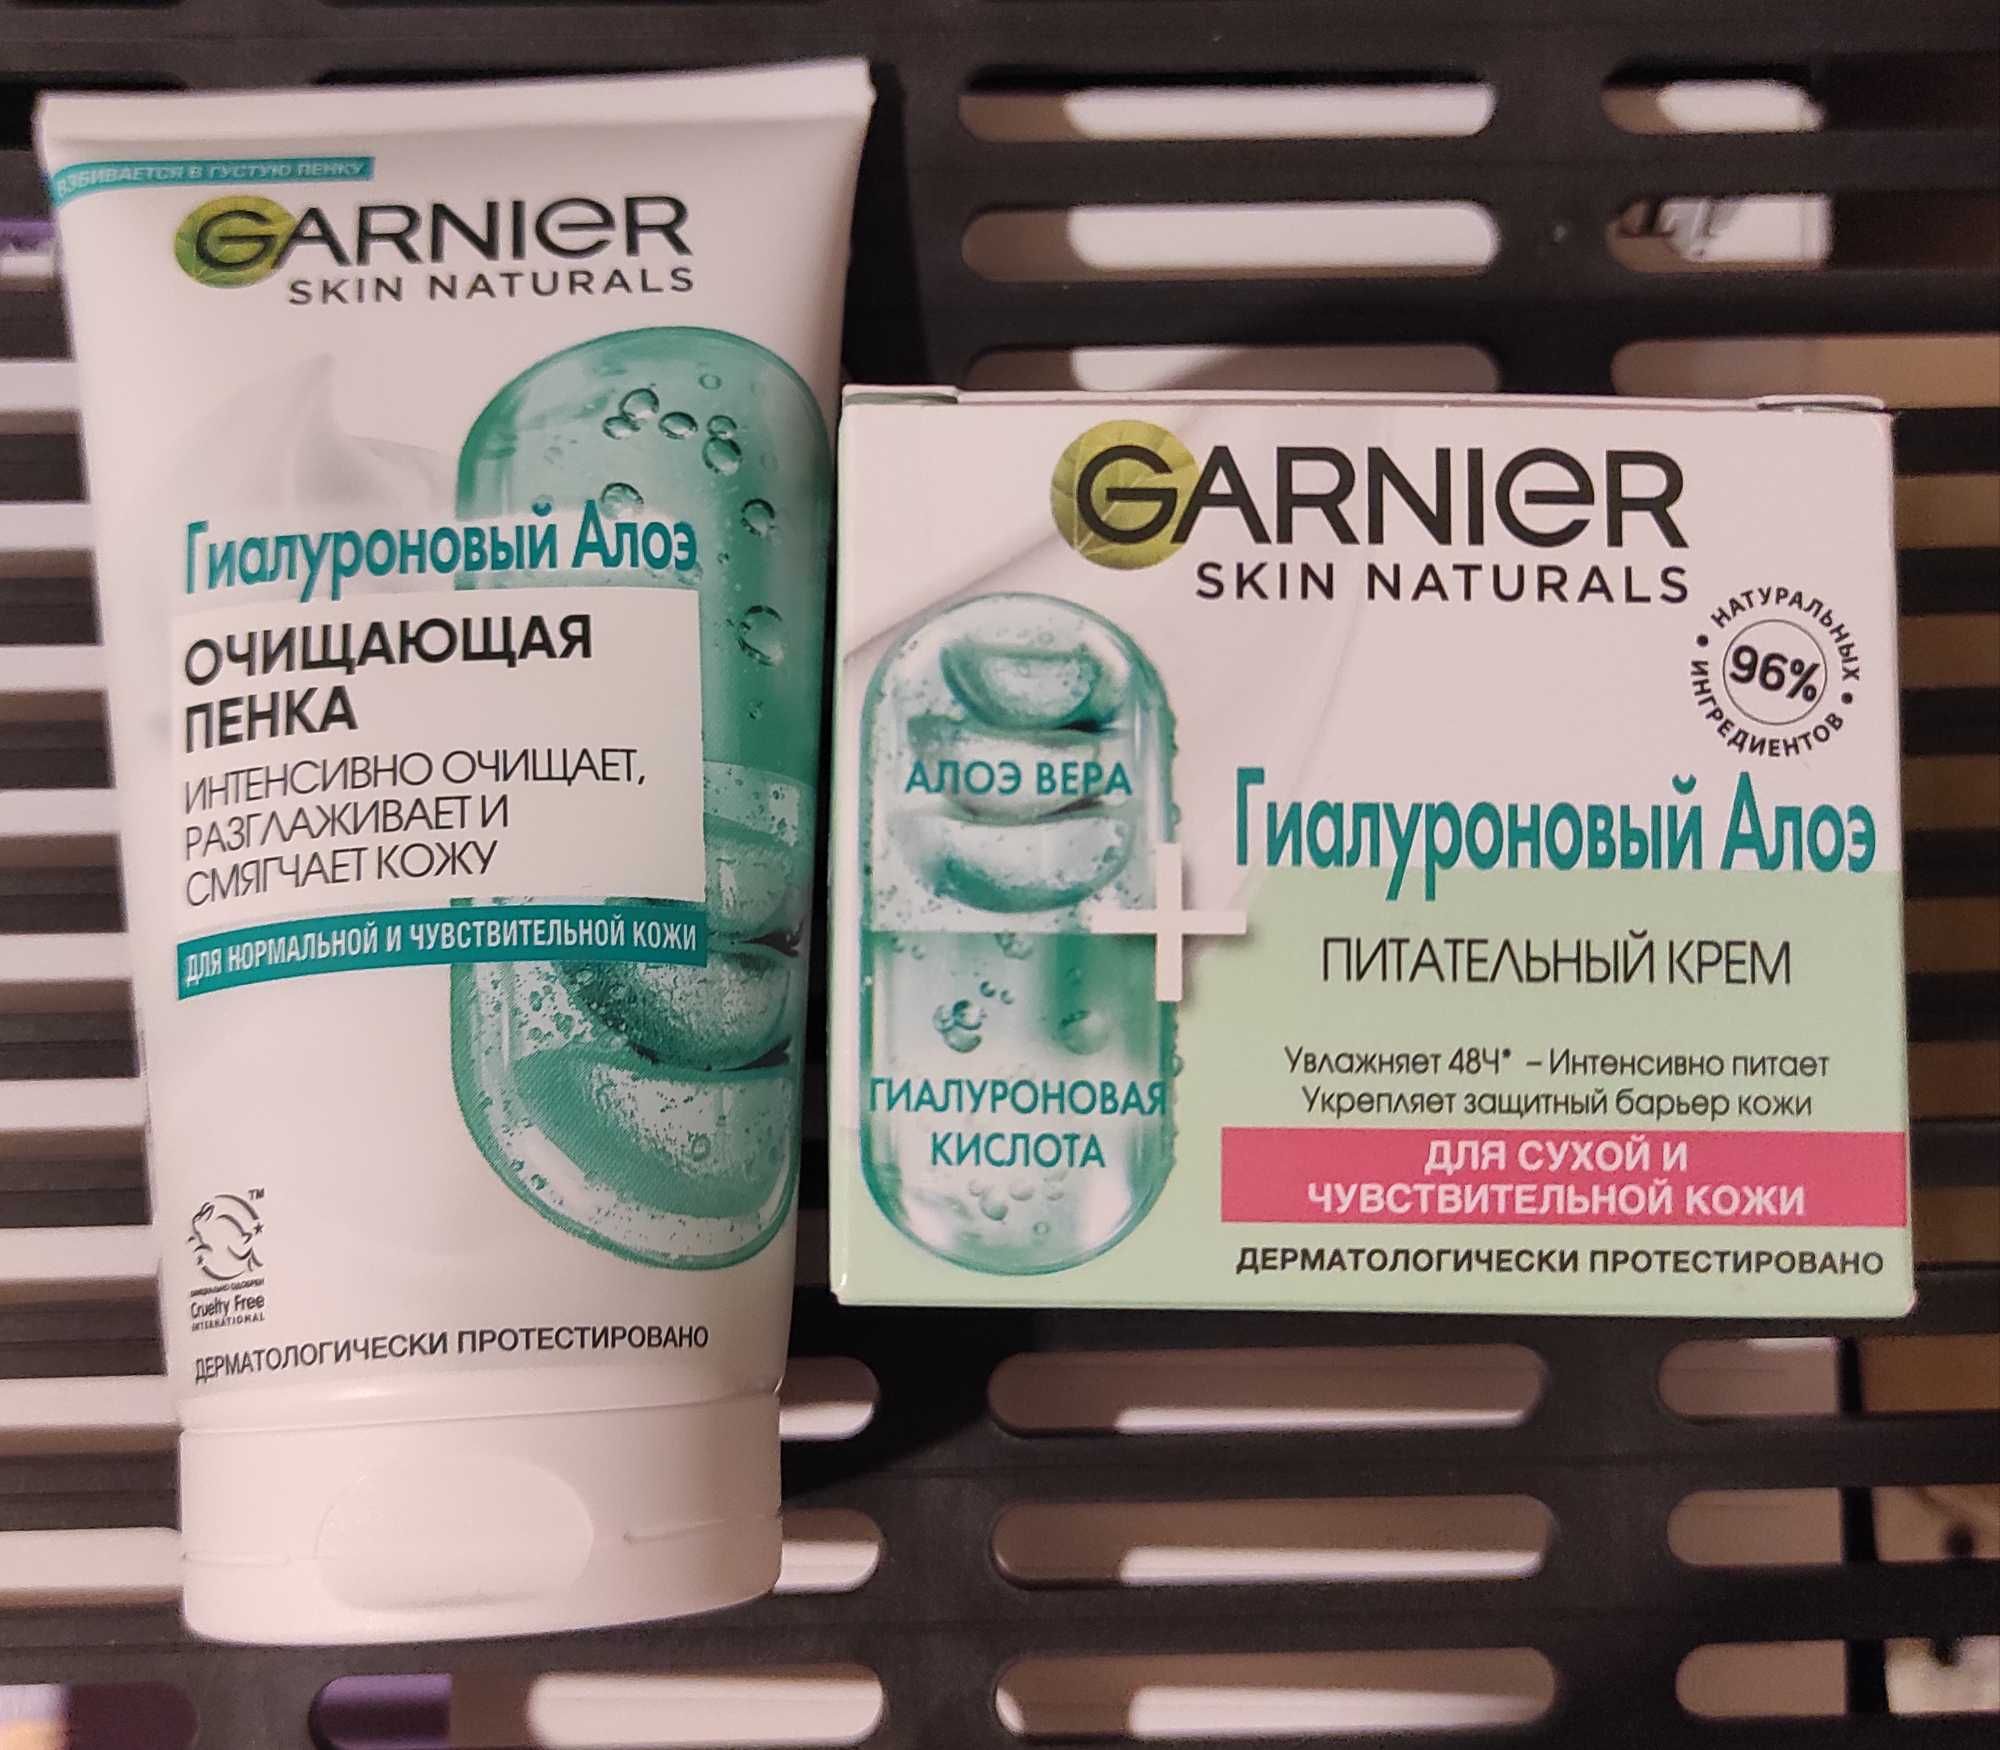 ВЗБИВАЕТСЯ В ГУСТУЮ ПЕНКУ
GARNIER
SKIN NATURALS
Гиалуроновый Алоэ
ОЧИЩАЮЩАЯ
ПЕНКА
ИНТЕНСИВНО ОЧИЩАЕТ,
РАЗГЛАЖИВАЕТ И
СМЯГЧАЕТ КОЖУ
ДЛЯ НОРМАЛЬНОЙ И ЧУВСТВИТЕЛЬНОЙ КОЖИ
TM
Cruelty Free
INTERNATIONAL
ДЕРМАТОЛОГИЧЕСКИ ПРОТЕСТИРОВАНО
GARNIER
SKIN NATURALS
НАТУРАЛЬНЫХ
96%
ИНГРЕДИЕНТОВ
АЛОЭ ВЕРА
ГИАЛУРОНОВАЯ
КИСЛОТА
Гиалуроновый Алоэ
ПИТАТЕЛЬНЫЙ КРЕМ
Увлажняет 48Ч* – Интенсивно питает
Укрепляет защитный барьер кожи
ДЛЯ СУХОЙ И
ЧУВСТВИТЕЛЬНОЙ КОЖИ
ДЕРМАТОЛОГИЧЕСКИ ПРОТЕСТИРОВАНО